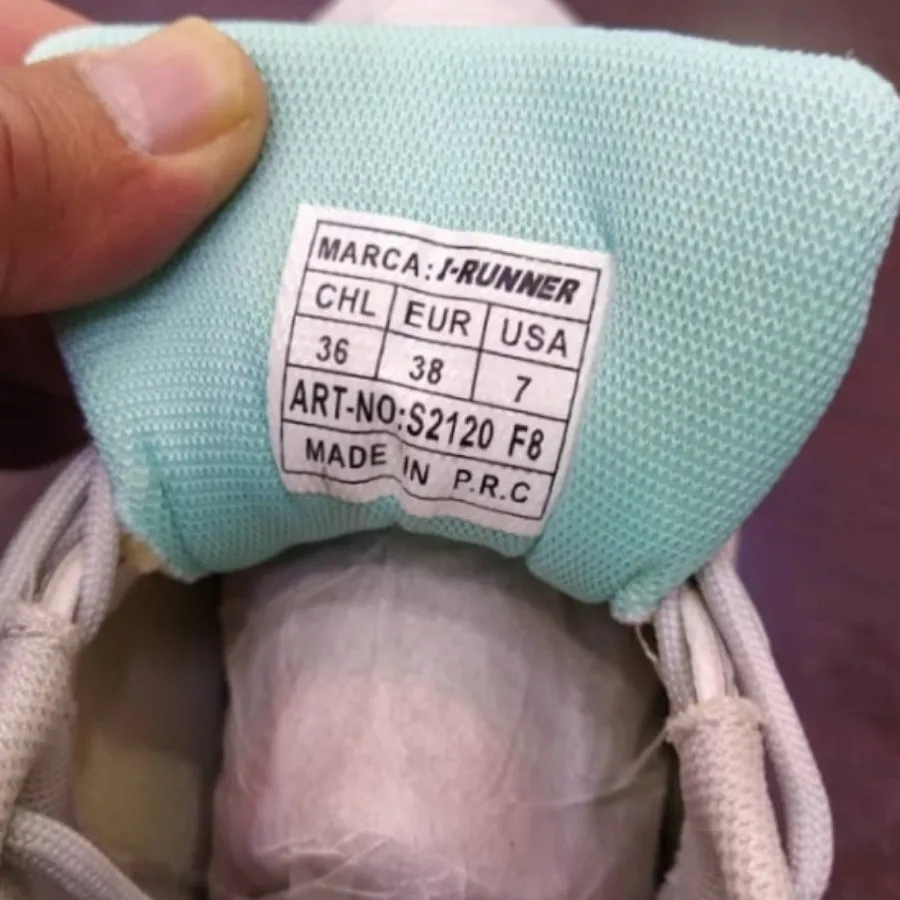 MARCA: I-RUNNER
CHL EUR USA
36 38 7
ART-NO:S2120 F8
MADE IN P.R.C